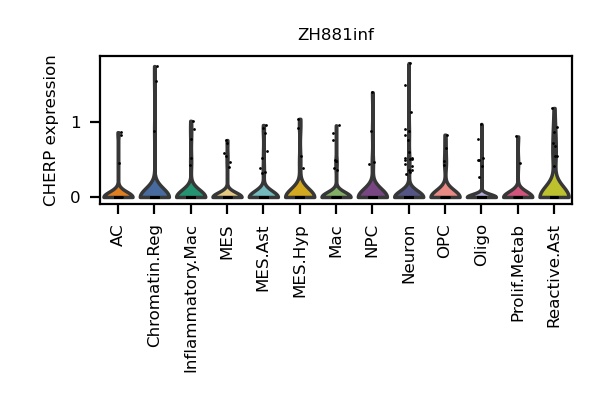 ZH881inf
CHERP expression
1
0
AC
Chromatin.Reg
Inflammatory.Mac
MES
MES.Ast
MES.Hyp
Mac
NPC
Neuron
OPC
Oligo
Prolif.Metab
Reactive.Ast